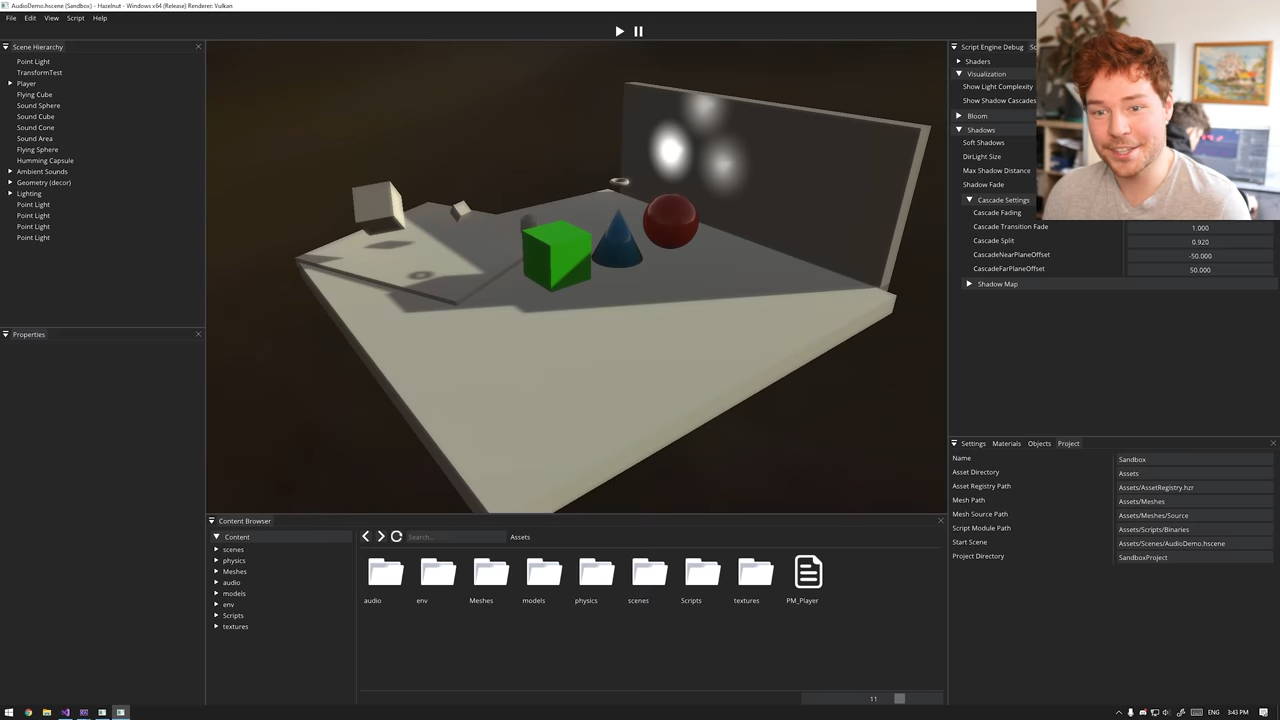 AudioDemo.hscene (Sandbox) - Hazelnut - Windows x64 (Release) Renderer: Vulkan
File Edit View Script Help
Scene Hierarchy
Point Light
TransformTest
Player
Flying Cube
Sound Sphere
Sound Cube
Sound Cone
Sound Area
Flying Sphere
Humming Capsule
Ambient Sounds
Geometry (decor)
Lighting
Point Light
Point Light
Point Light
Point Light
Properties
Script Engine Debug
Shaders
Visualization
Show Light Complexity
Show Shadow Cascades
Bloom
Shadows
Soft Shadows
DirLight Size
Max Shadow Distance
Shadow Fade
Cascade Settings
Cascade Fading
Cascade Transition Fade 1.000
Cascade Split 0.920
CascadeNearPlaneOffset -50.000
CascadeFarPlaneOffset 50.000
Shadow Map
Settings Materials Objects Project
Name Sandbox
Asset Directory Assets
Asset Registry Path Assets/AssetRegistry.hzr
Mesh Path Assets/Meshes
Mesh Source Path Assets/Meshes/Source
Script Module Path Assets/Scripts/Binaries
Start Scene Assets/Scenes/AudioDemo.hscene
Project Directory SandboxProject
Content Browser
Content
scenes
physics
Meshes
audio
models
env
Scripts
textures
Search... Assets
audio env Meshes models physics scenes Scripts textures PM_Player
11
ENG 3:43 PM